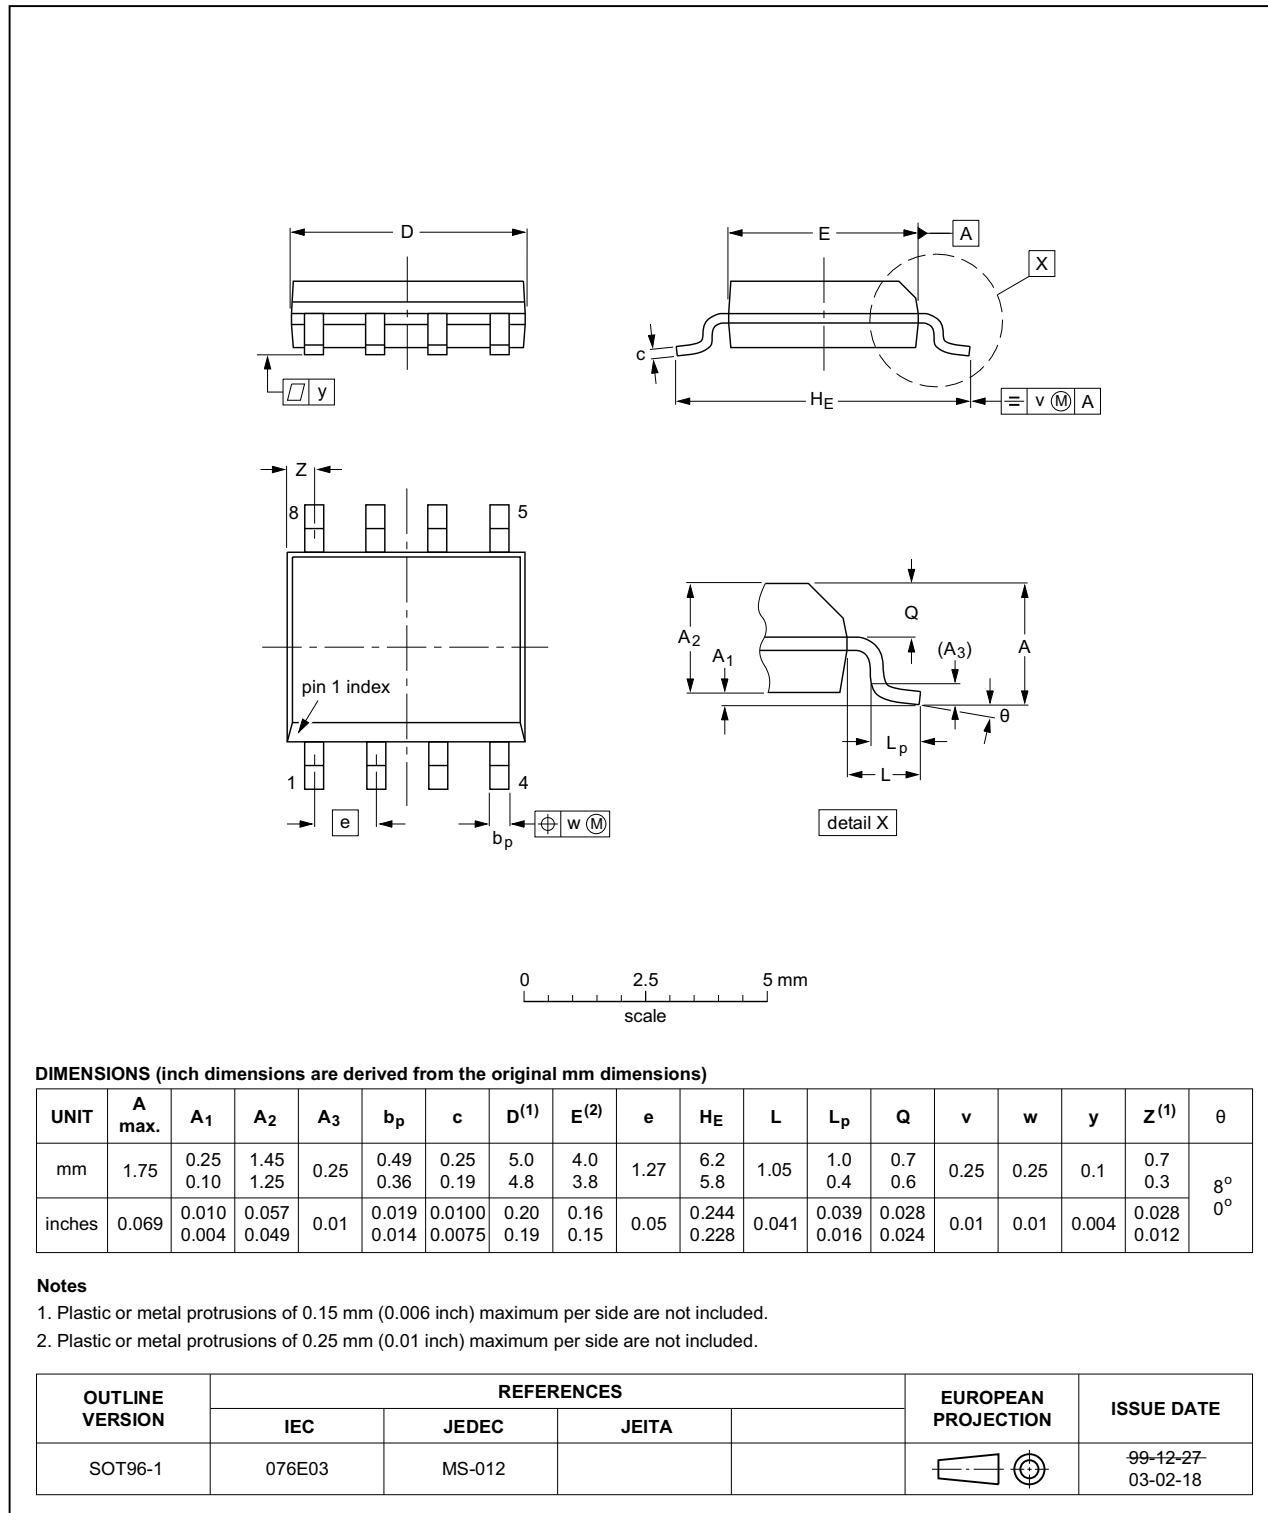 D
E
A
X
c
y
HE
= v M A
Z
8
5
pin 1 index
1
4
e
bp
w M
Q
A2
A1
(A3)
A
θ
Lp
L
detail X
0 2.5 5 mm
scale
DIMENSIONS (inch dimensions are derived from the original mm dimensions)
UNIT A max. A1 A2 A3 bp c D(1) E(2) e HE L Lp Q v w y Z(1) θ
mm 1.75 0.25 0.10 1.45 1.25 0.25 0.49 0.36 0.25 0.19 5.0 4.8 4.0 3.8 1.27 6.2 5.8 1.05 1.0 0.4 0.7 0.6 0.25 0.25 0.1 0.7 0.3 8o 0o
inches 0.069 0.010 0.004 0.057 0.049 0.01 0.019 0.014 0.0100 0.0075 0.20 0.19 0.16 0.15 0.05 0.244 0.228 0.041 0.039 0.016 0.028 0.024 0.01 0.01 0.004 0.028 0.012
Notes
1. Plastic or metal protrusions of 0.15 mm (0.006 inch) maximum per side are not included.
2. Plastic or metal protrusions of 0.25 mm (0.01 inch) maximum per side are not included.
OUTLINE VERSION
REFERENCES
EUROPEAN PROJECTION
ISSUE DATE
IEC JEDEC JEITA
SOT96-1 076E03 MS-012
99-12-27
03-02-18